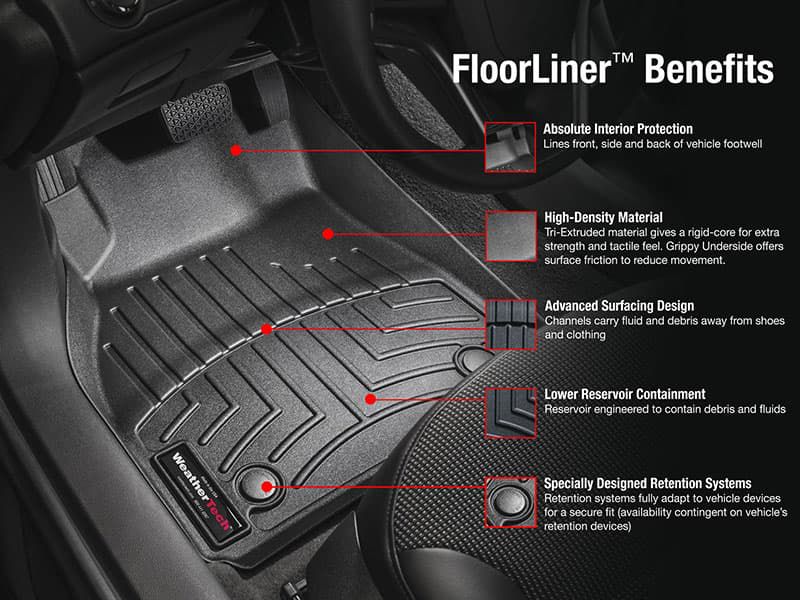 FloorLiner™ Benefits
Absolute Interior Protection
Lines front, side and back of vehicle footwell
High-Density Material
Tri-Extruded material gives a rigid-core for extra
strength and tactile feel. Grippy Underside offers
surface friction to reduce movement.
Advanced Surfacing Design
Channels carry fluid and debris away from shoes
and clothing
Lower Reservoir Containment
Reservoir engineered to contain debris and fluids
Specially Designed Retention Systems
Retention systems fully adapt to vehicle devices
for a secure fit (availability contingent on vehicle's
retention devices)
WeatherTech